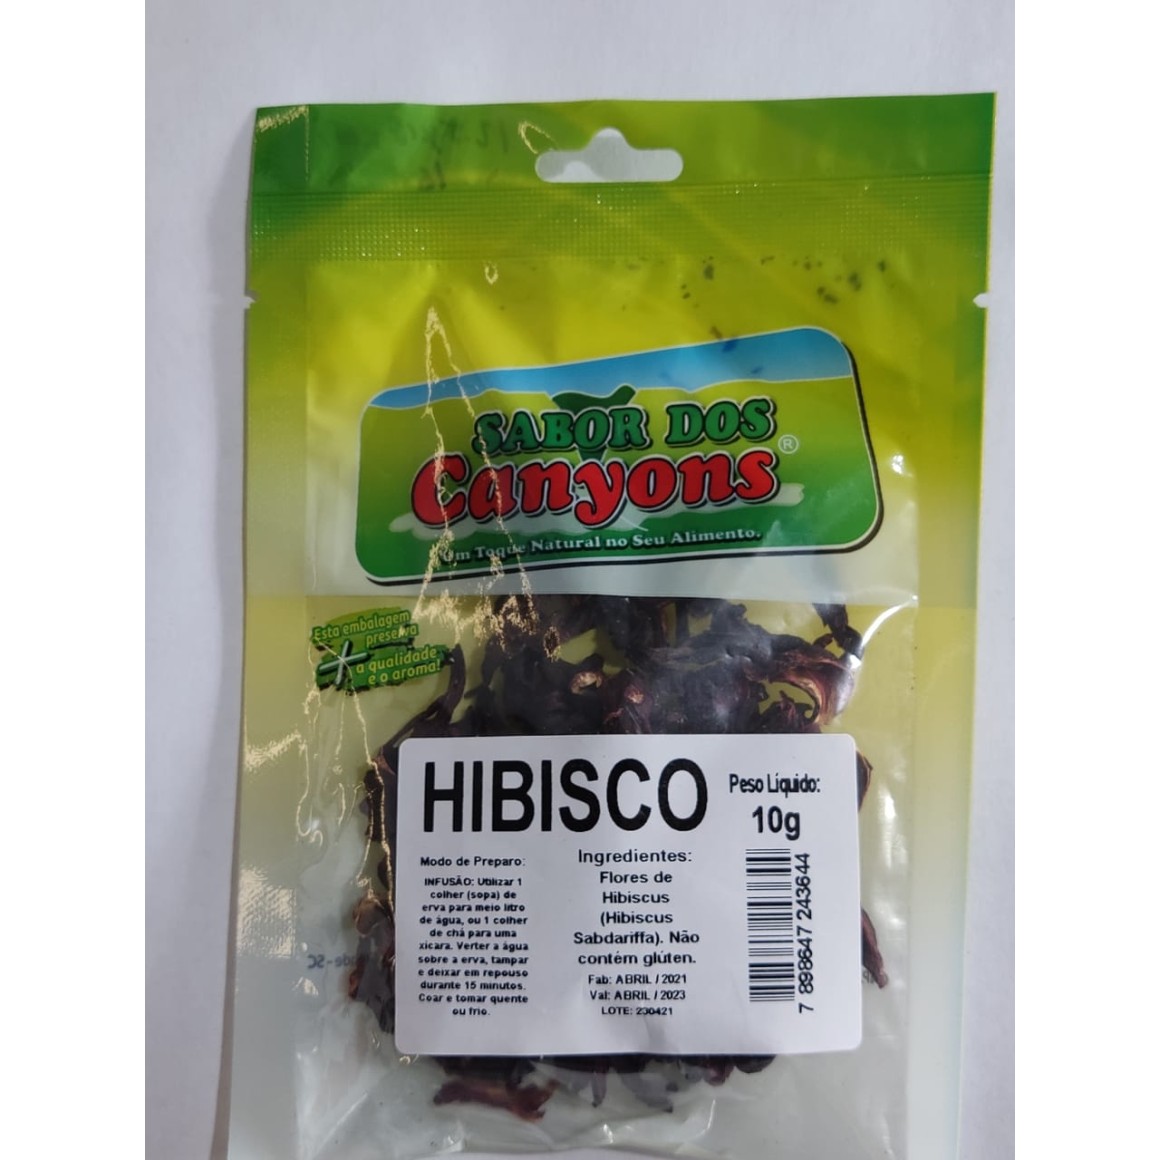 SABOR DOS
Canyons®
Um Toque Natural no Seu Alimento.
Esta embalagem
preserva
a qualidade
e o aroma!
HIBISCO
Peso Líquido:
10g
Modo de Preparo:
INFUSÃO: Utilizar 1
colher (sopa) de
erva para meio litro
de água, ou 1 colher
de chá para uma
xícara. Verter a água
sobre a erva, tampar
e deixar em repouso
durante 15 minutos.
Coar e tomar quente
ou frio.
Ingredientes:
Flores de
Hibiscus
(Hibiscus
Sabdariffa). Não
contém glúten.
Fab: ABRIL / 2021
Val: ABRIL / 2023
LOTE: 230421
7 898647 243644